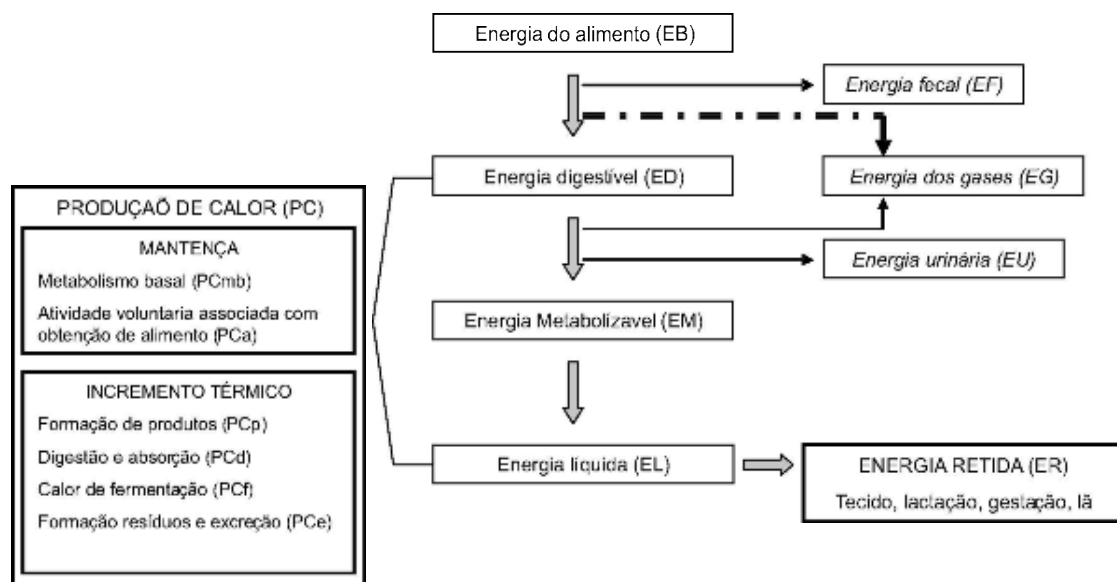 Energia do alimento (EB)
Energia fecal (EF)
Energia digestível (ED)
Energia dos gases (EG)
PRODUÇAÕ DE CALOR (PC)
MANTENÇA
Metabolismo basal (PCmb)
Atividade voluntaria associada com
obtenção de alimento (PCa)
Energia urinária (EU)
Energia Metabolízavel (EM)
INCREMENTO TÉRMICO
Formação de produtos (PCp)
Digestão e absorção (PCd)
Calor de fermentação (PCf)
Formação resíduos e excreção (PCe)
Energia líquida (EL)
ENERGIA RETIDA (ER)
Tecido, lactação, gestação, lã